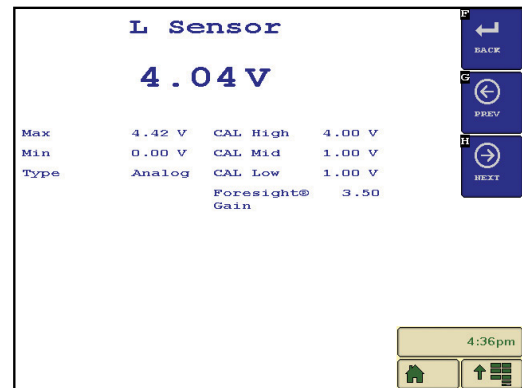 L Sensor
4.04V
Max 4.42 V CAL High 4.00 V
Min 0.00 V CAL Mid 1.00 V
Type Analog CAL Low 1.00 V
Foresight® 3.50
Gain
F
BACK
G
PREV
H
NEXT
4:36pm